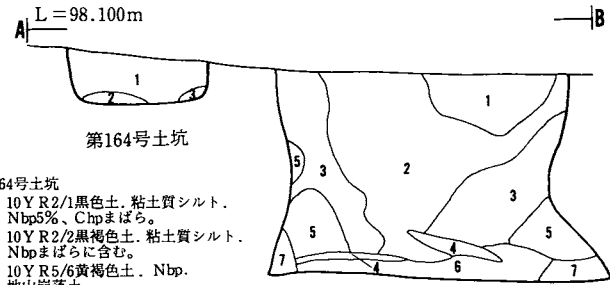 L=98.100m
A
B
1
2
3
第164号土坑
1
2
3
3
4
4
5
5
5
6
7
7
64号土坑
10YR2/1黒色土．粘土質シルト．
Nbp5%、Chpまばら。
10YR2/2黒褐色土．粘土質シルト．
Nbpまばらに含む。
10YR5/6黄褐色土．Nbp．